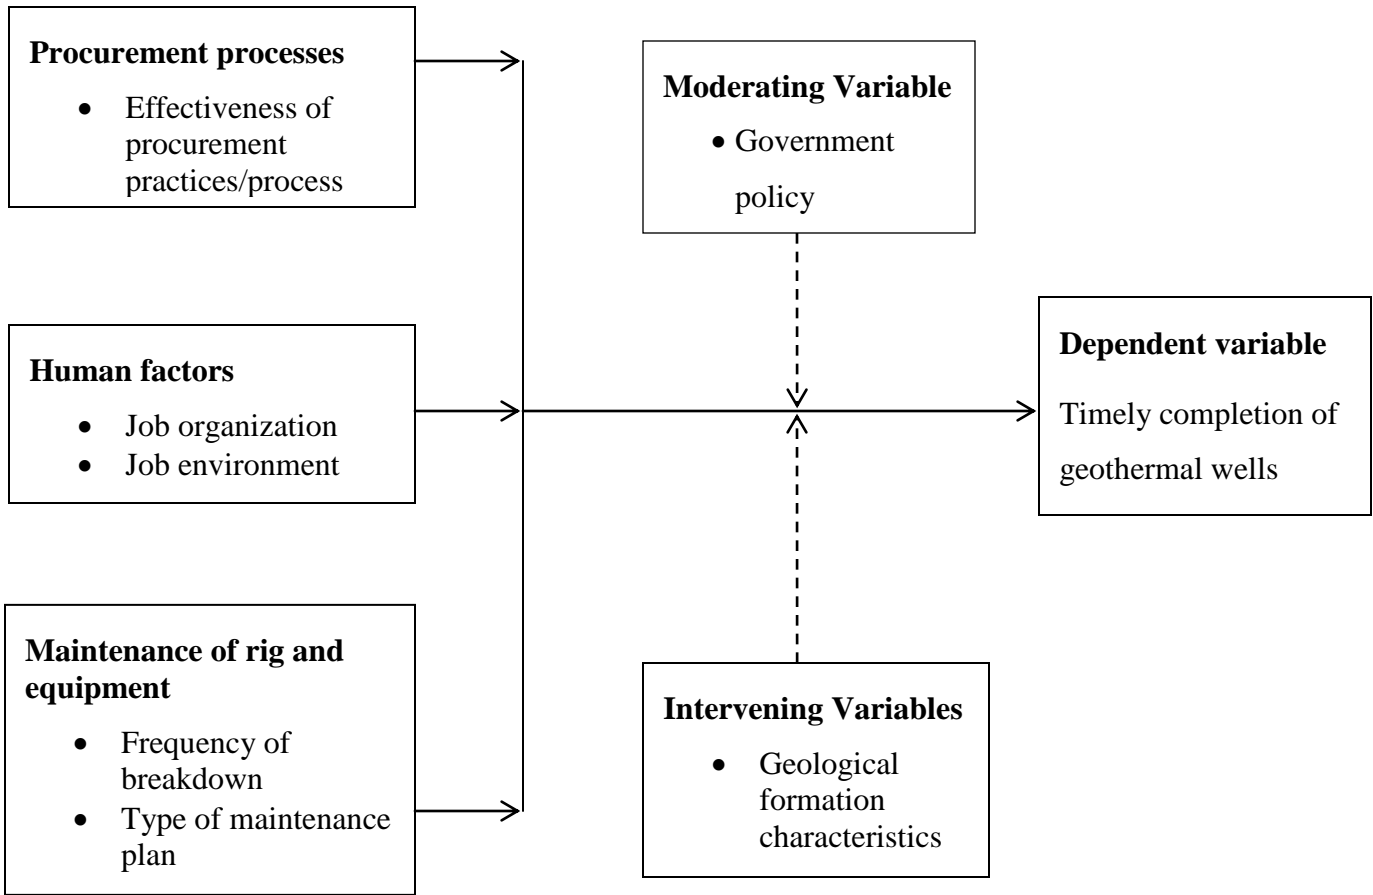 Procurement processes
• Effectiveness of
procurement
practices/process
Human factors
• Job organization
• Job environment
Maintenance of rig and
equipment
• Frequency of
breakdown
• Type of maintenance
plan
Moderating Variable
• Government
policy
Intervening Variables
• Geological
formation
characteristics
Dependent variable
Timely completion of
geothermal wells